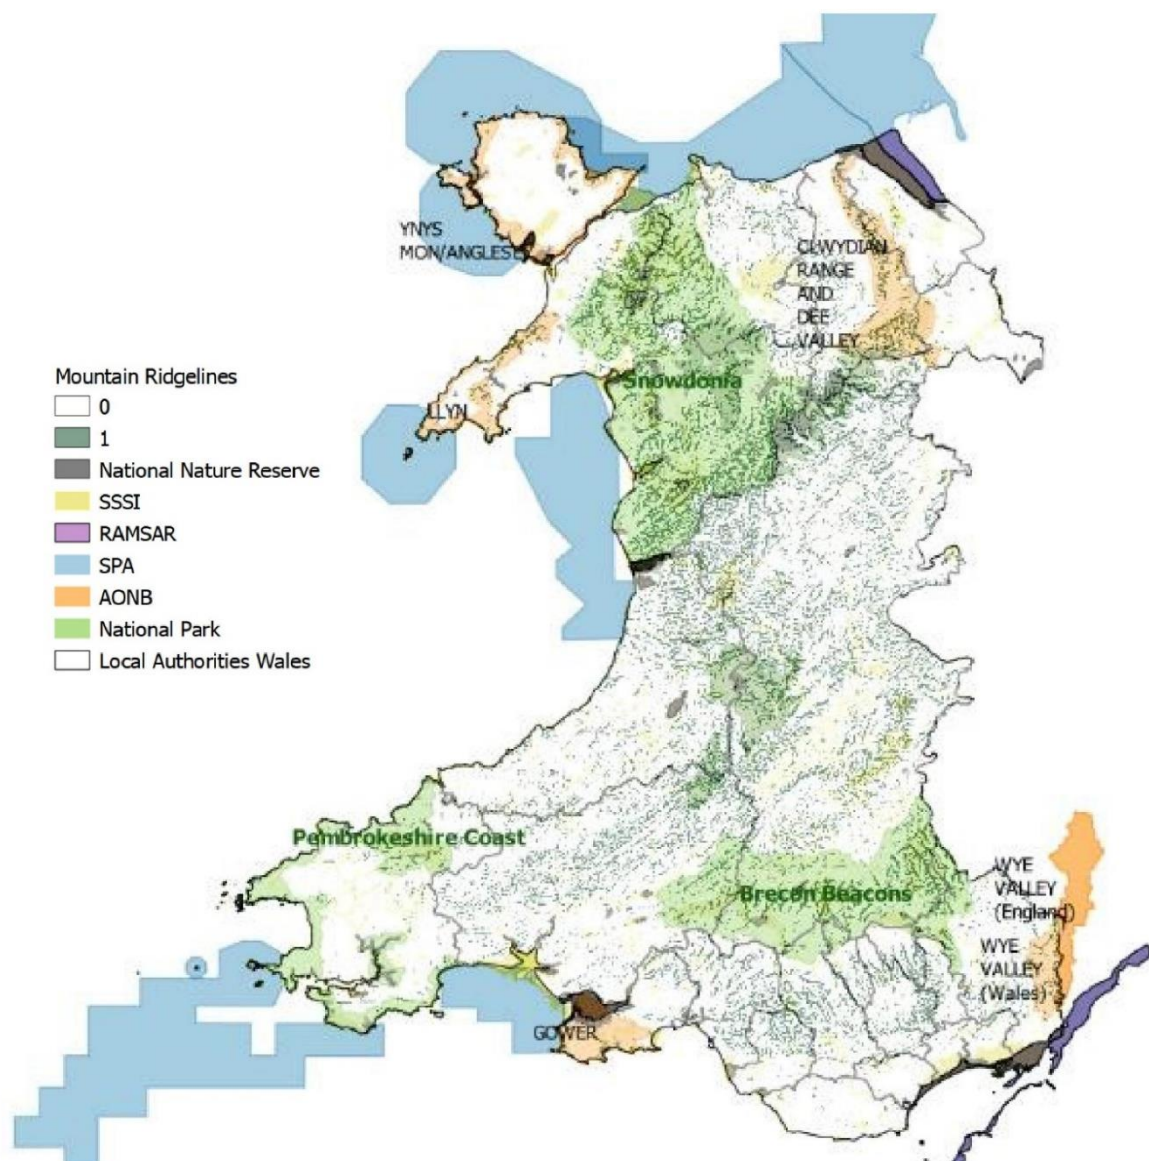 YNYS
MON/ANGLESEY
CLWYDIAN
RANGE
AND
DEE
VALLEY
Mountain Ridgelines
0
1
National Nature Reserve
SSSI
RAMSAR
SPA
AONB
National Park
Local Authorities Wales
Snowdonia
LLYN
Pembrokeshire Coast
Brecon Beacons
WYE
VALLEY
(England)
WYE
VALLEY
(Wales)
GOWER